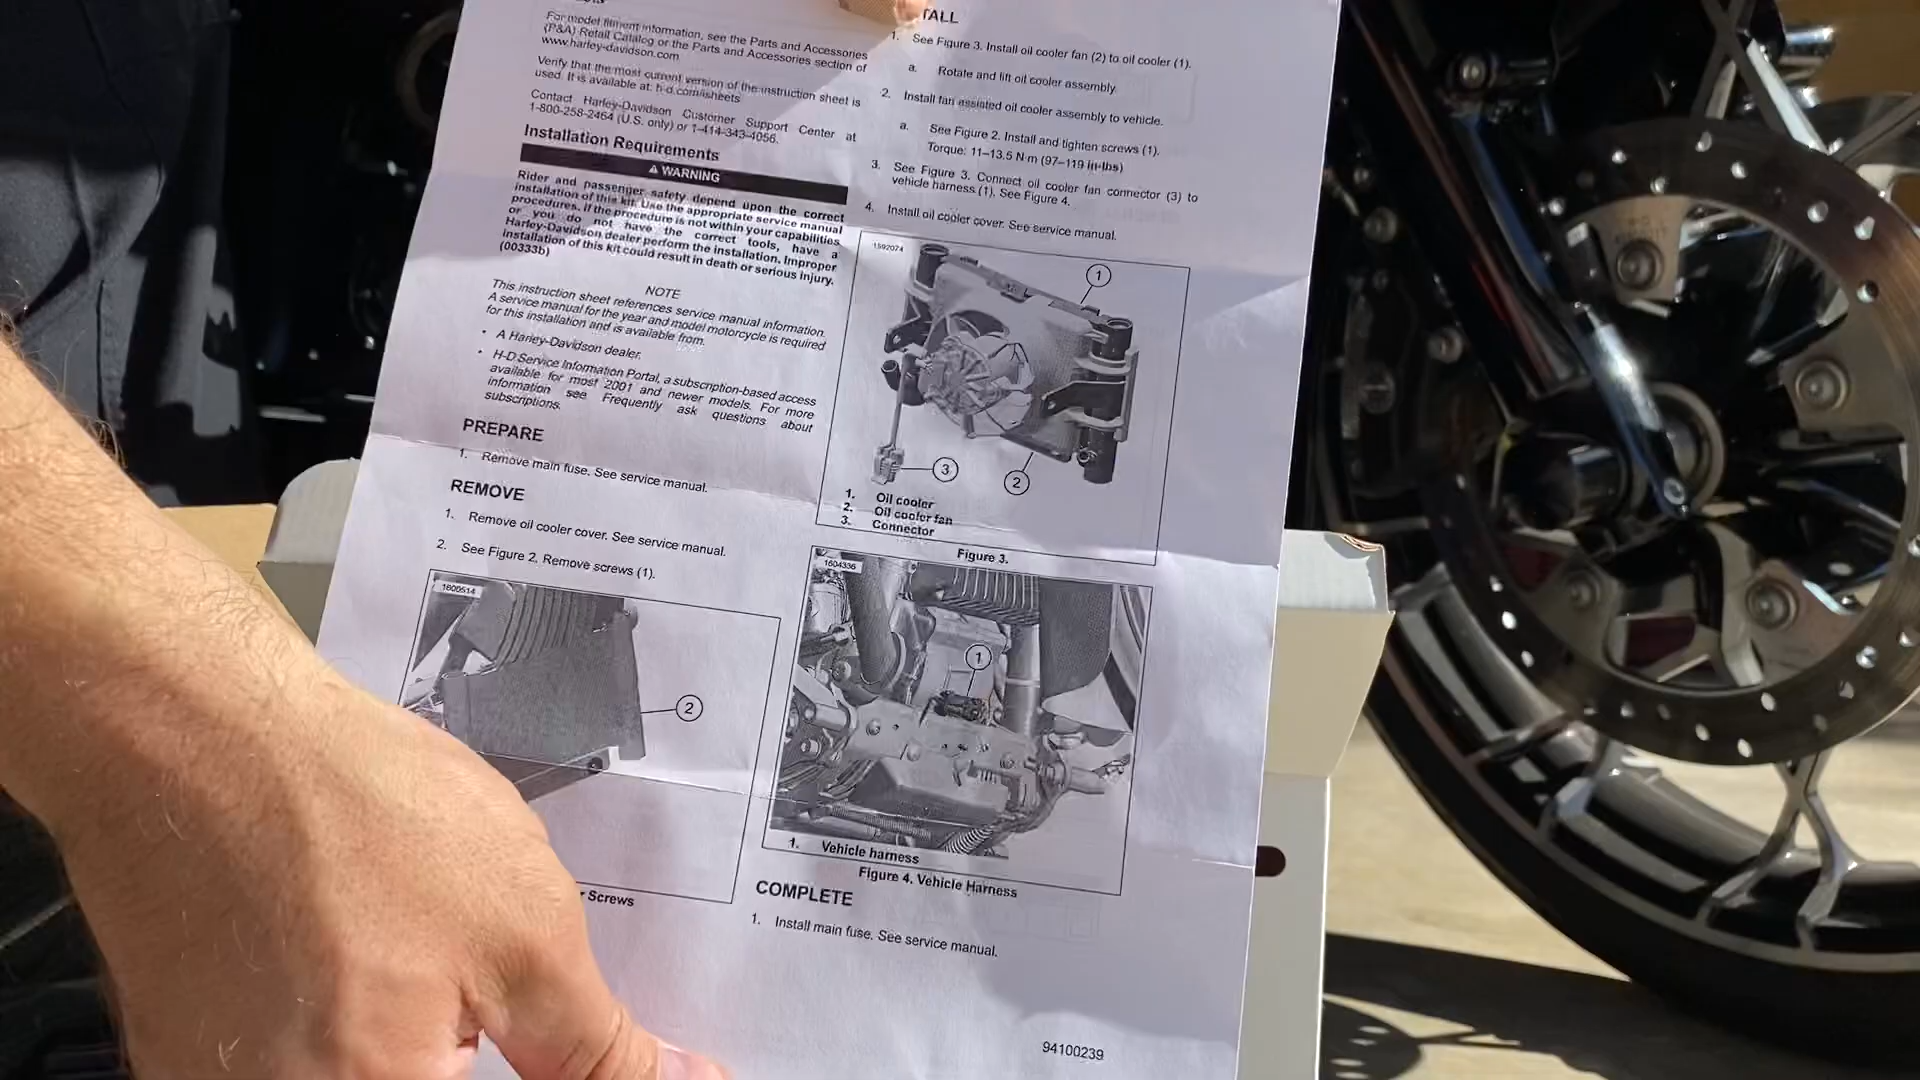 For model fitment information, see the Parts and Accessories
(P&A) Retail Catalog or the Parts and Accessories section of
www.harley-davidson.com
Verify that the most current version of the instruction sheet is
used. It is available at: h-d.com/isheets
Contact Harley-Davidson Customer Support Center at
1-800-258-2464 (U.S. only) or 1-414-343-4056.
Installation Requirements
⚠ WARNING
Rider and passenger safety depend upon the correct
installation of this kit. Use the appropriate service manual
procedures. If the procedure is not within your capabilities
or you do not have the correct tools, have a
Harley-Davidson dealer perform the installation. Improper
installation of this kit could result in death or serious injury.
(00333b)
NOTE
This instruction sheet references service manual information.
A service manual for the year and model motorcycle is required
for this installation and is available from:
• A Harley-Davidson dealer.
• H-D Service Information Portal, a subscription-based access
available for most 2001 and newer models. For more
information see Frequently ask questions about
subscriptions.
PREPARE
1. Remove main fuse. See service manual.
REMOVE
1. Remove oil cooler cover. See service manual.
2. See Figure 2. Remove screws (1).
1600514
2
Screws
TALL
1. See Figure 3. Install oil cooler fan (2) to oil cooler (1).
a. Rotate and lift oil cooler assembly.
2. Install fan assisted oil cooler assembly to vehicle.
a. See Figure 2. Install and tighten screws (1).
Torque: 11–13.5 N·m (97–119 in-lbs)
3. See Figure 3. Connect oil cooler fan connector (3) to
vehicle harness (1). See Figure 4.
4. Install oil cooler cover. See service manual.
1592074
1
3
2
1. Oil cooler
2. Oil cooler fan
3. Connector
Figure 3.
1604336
1
1. Vehicle harness
Figure 4. Vehicle Harness
COMPLETE
1. Install main fuse. See service manual.
94100239